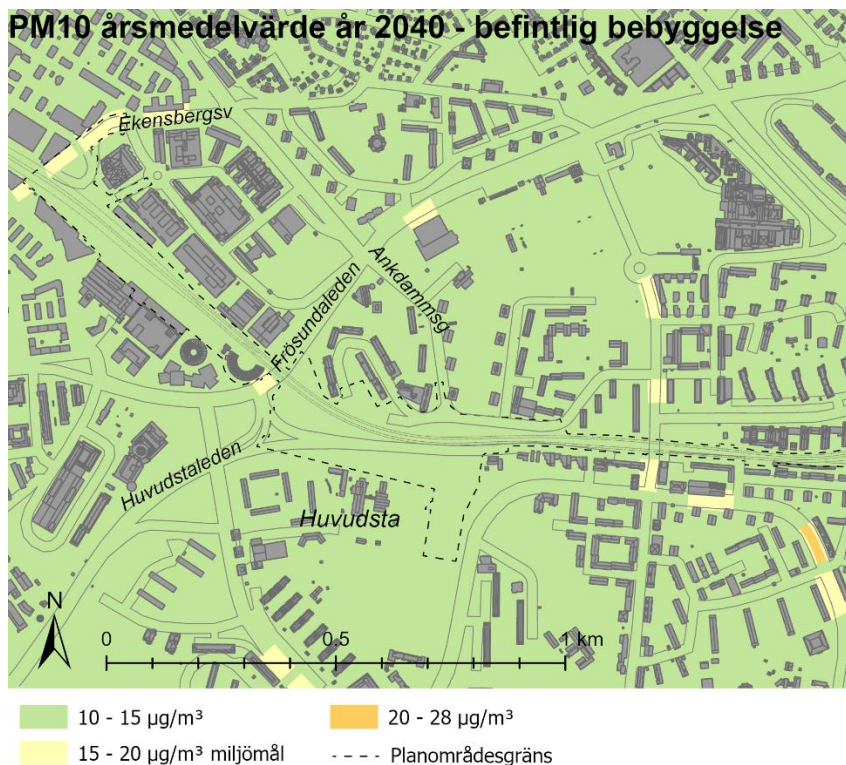 PM10 årsmedelvärde år 2040 - befintlig bebyggelse
Ekensbergsv
Ankdammsg
Frösundaleden
Huvudstaleden
Huvudsta
N
0 0.5 1 km
10 - 15 µg/m³
20 - 28 µg/m³
15 - 20 µg/m³ miljömål
Planområdesgräns